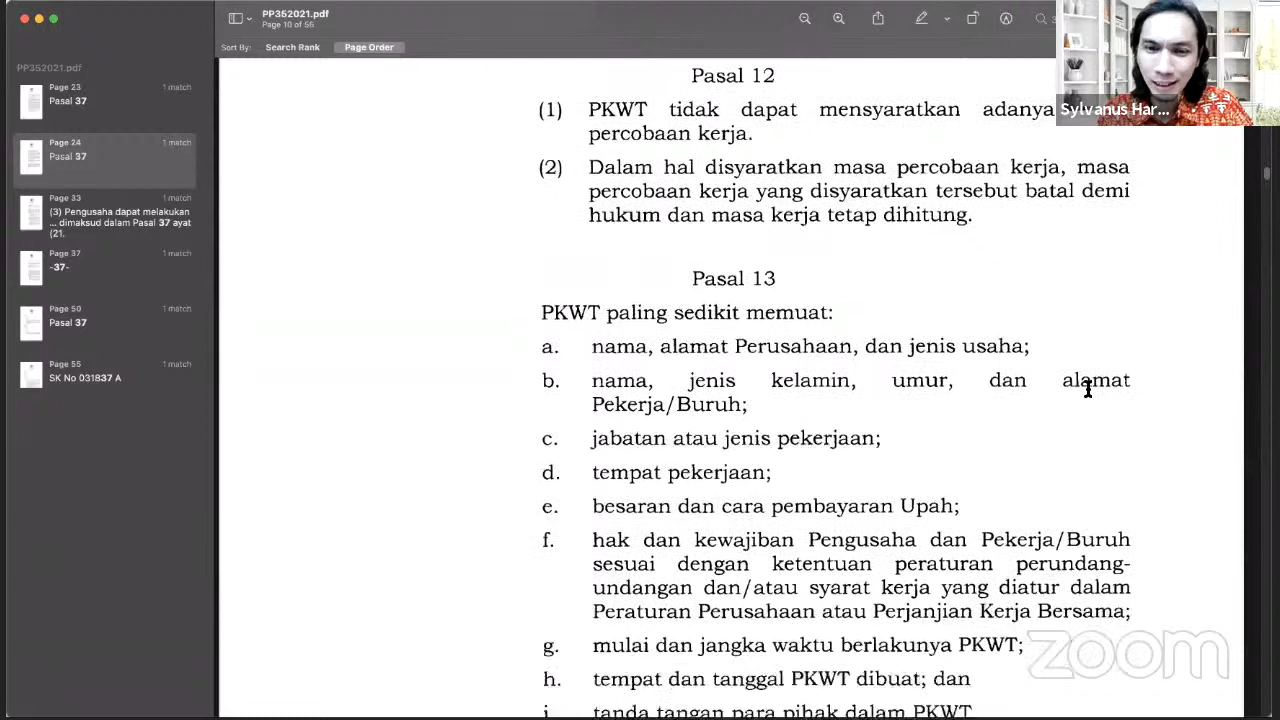 PP352021.pdf
Page 10 of 56
Sort By: Search Rank Page Order
PP352021.pdf
Page 23 1 match
Pasal 37
Page 24 1 match
Pasal 37
Page 33 1 match
(3) Pengusaha dapat melakukan
... dimaksud dalam Pasal 37 ayat
(21.
Page 37 1 match
-37-
Page 50 1 match
Pasal 37
Page 55 1 match
SK No 031837 A
Sylvanus Har...
Pasal 12
(1) PKWT tidak dapat mensyaratkan adanya
percobaan kerja.
(2) Dalam hal disyaratkan masa percobaan kerja, masa
percobaan kerja yang disyaratkan tersebut batal demi
hukum dan masa kerja tetap dihitung.
Pasal 13
PKWT paling sedikit memuat:
a. nama, alamat Perusahaan, dan jenis usaha;
b. nama, jenis kelamin, umur, dan alamat
Pekerja/Buruh;
c. jabatan atau jenis pekerjaan;
d. tempat pekerjaan;
e. besaran dan cara pembayaran Upah;
f. hak dan kewajiban Pengusaha dan Pekerja/Buruh
sesuai dengan ketentuan peraturan perundang-
undangan dan/atau syarat kerja yang diatur dalam
Peraturan Perusahaan atau Perjanjian Kerja Bersama;
g. mulai dan jangka waktu berlakunya PKWT;
h. tempat dan tanggal PKWT dibuat; dan
i. tanda tangan para pihak dalam PKWT
zoom